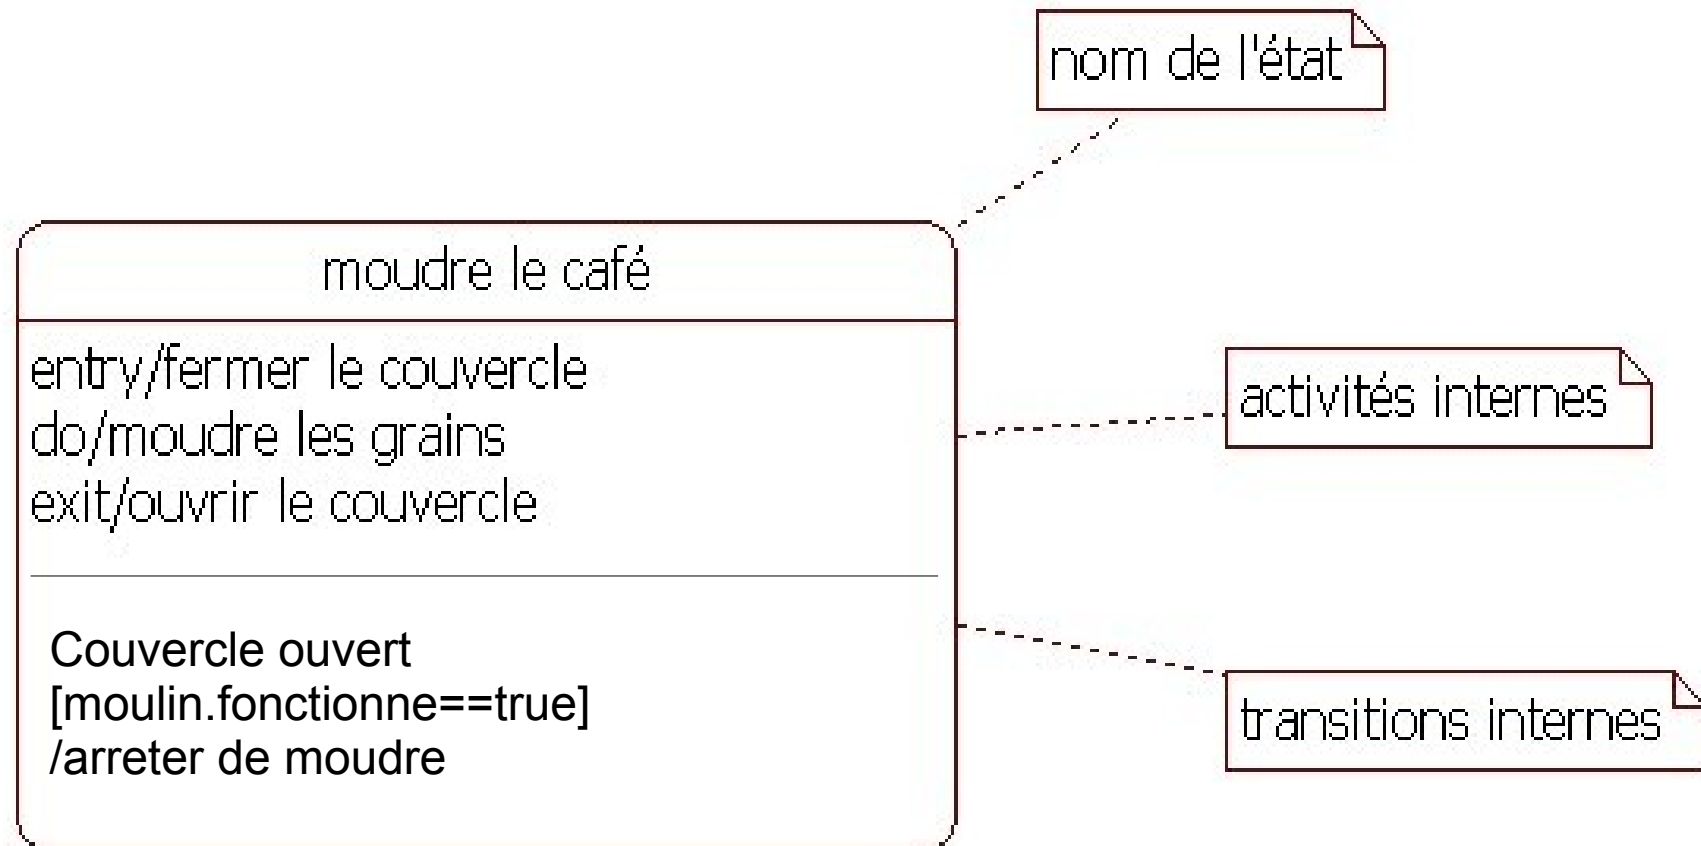 nom de l'état
moudre le café
entry/fermer le couvercle
do/moudre les grains
exit/ouvrir le couvercle
activités internes
Couvercle ouvert
[moulin.fonctionne==true]
/arreter de moudre
transitions internes